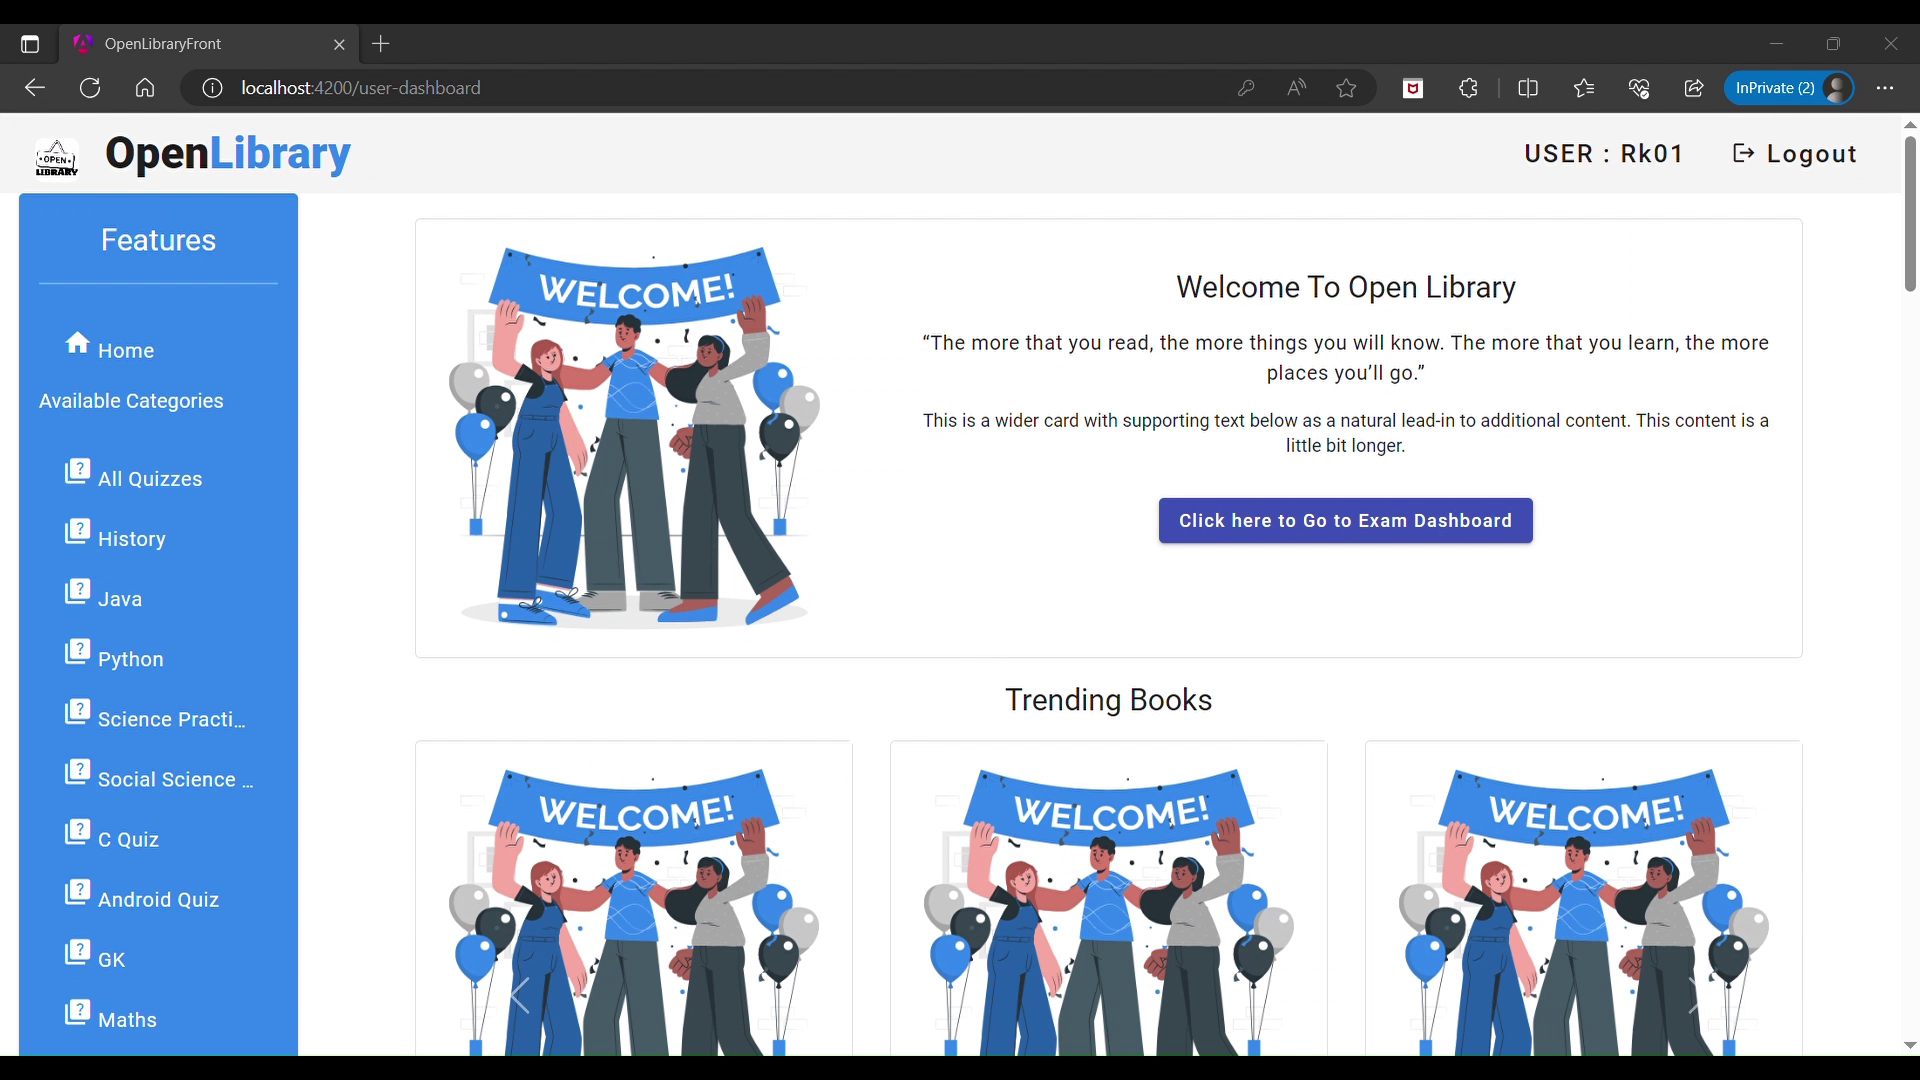 OpenLibraryFront
localhost:4200/user-dashboard
InPrivate (2)
OPEN
LIBRARY
OpenLibrary
USER : Rk01
Logout
Features
Home
Available Categories
All Quizzes
History
Java
Python
Science Practi...
Social Science ...
C Quiz
Android Quiz
GK
Maths
WELCOME!
Welcome To Open Library
“The more that you read, the more things you will know. The more that you learn, the more
places you’ll go.”
This is a wider card with supporting text below as a natural lead-in to additional content. This content is a
little bit longer.
Click here to Go to Exam Dashboard
Trending Books
WELCOME!
WELCOME!
WELCOME!